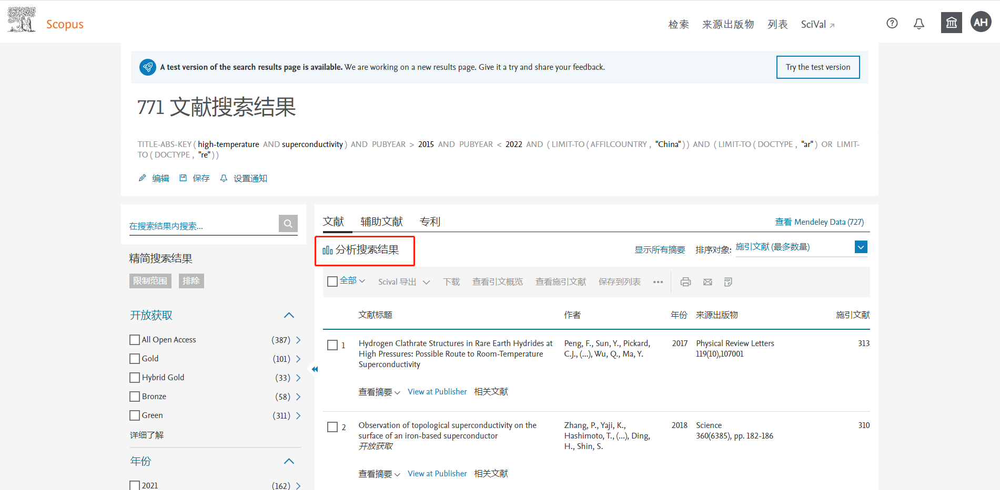 Scopus
检索 来源出版物 列表 SciVal ↗
AH
A test version of the search results page is available. We are working on a new results page. Give it a try and share your feedback.
Try the test version
771 文献搜索结果
TITLE-ABS-KEY ( high-temperature AND superconductivity ) AND PUBYEAR > 2015 AND PUBYEAR < 2022 AND ( LIMIT-TO ( AFFILCOUNTRY , "China" ) ) AND ( LIMIT-TO ( DOCTYPE , "ar" ) OR LIMIT-
TO ( DOCTYPE , "re" ) )
编辑 保存 设置通知
在搜索结果内搜索...
精简搜索结果
限制范围 排除
开放获取
All Open Access (387)
Gold (101)
Hybrid Gold (33)
Bronze (58)
Green (311)
详细了解
年份
2021 (162)
文献 辅助文献 专利 查看 Mendeley Data (727)
分析搜索结果 显示所有摘要 排序对象: 施引文献 (最多数量)
全部 Scival 导出 下载 查看引文概览 查看施引文献 保存到列表 ••• PDF
文献标题 作者 年份 来源出版物 施引文献
1 Hydrogen Clathrate Structures in Rare Earth Hydrides at Peng, F., Sun, Y., Pickard, 2017 Physical Review Letters 313
High Pressures: Possible Route to Room-Temperature C.J., (...), Wu, Q., Ma, Y. 119(10),107001
Superconductivity
查看摘要 View at Publisher 相关文献
2 Observation of topological superconductivity on the Zhang, P., Yaji, K., 2018 Science 310
surface of an iron-based superconductor Hashimoto, T., (...), Ding, 360(6385), pp. 182-186
开放获取 H., Shin, S.
查看摘要 View at Publisher 相关文献